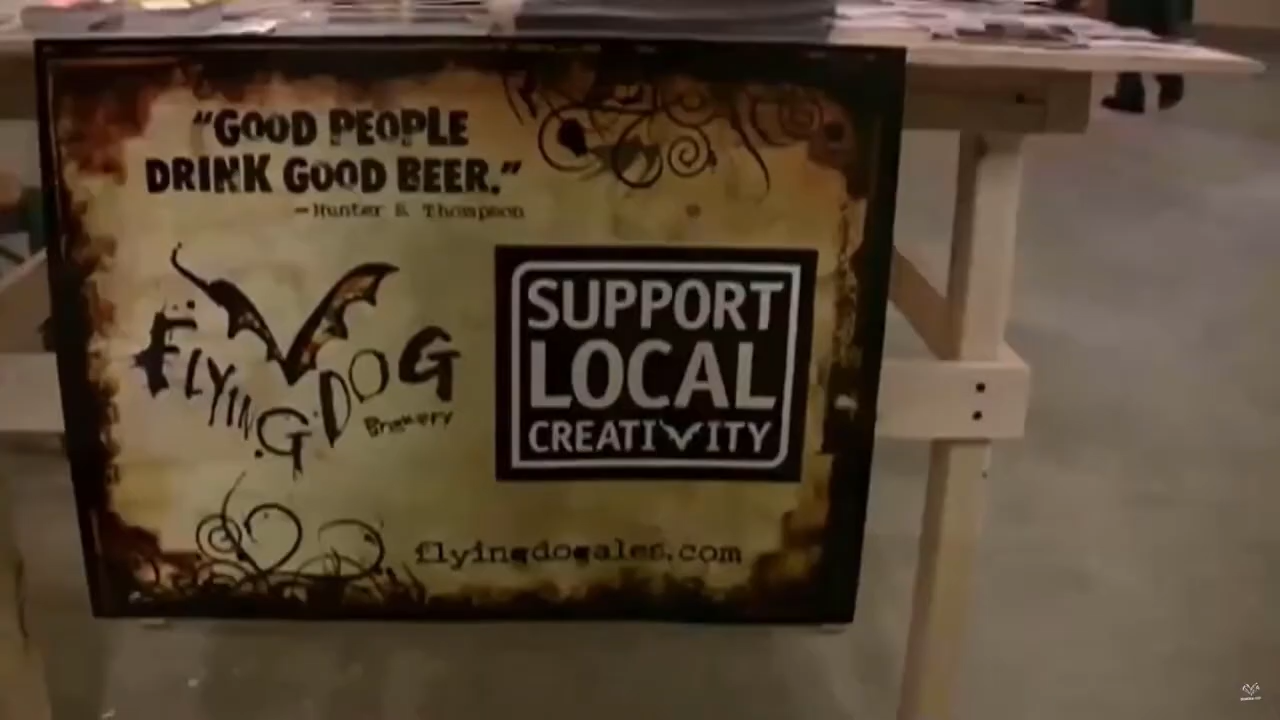 "GOOD PEOPLE
DRINK GOOD BEER."
-Hunter S Thompson
FLYING DOG
Brewery
SUPPORT
LOCAL
CREATIVITY
flyingdogales.com